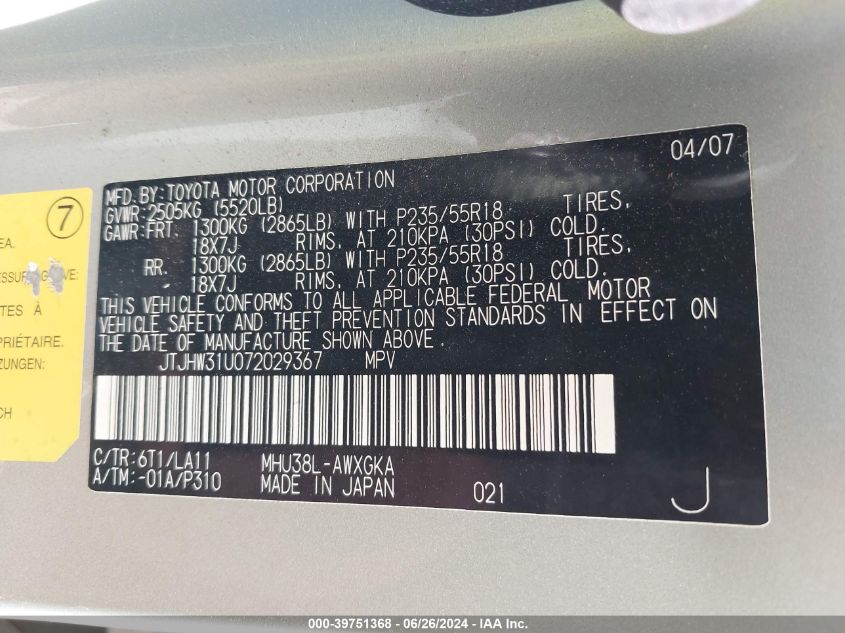 04/07
MFD. BY: TOYOTA MOTOR CORPORATION
GVWR: 2505KG (5520LB)
GAWR: FRT. 1300KG (2865LB) WITH P235/55R18 TIRES,
18X7J RIMS, AT 210KPA (30PSI) COLD.
RR. 1300KG (2865LB) WITH P235/55R18 TIRES,
18X7J RIMS, AT 210KPA (30PSI) COLD.
THIS VEHICLE CONFORMS TO ALL APPLICABLE FEDERAL MOTOR
VEHICLE SAFETY AND THEFT PREVENTION STANDARDS IN EFFECT ON
THE DATE OF MANUFACTURE SHOWN ABOVE.
JTJHW31U072029367 MPV
C/TR: 6T1/LA11 MHU38L-AWXGKA
A/TM: -01A/P310 MADE IN JAPAN 021 J
7
EA.
TES À
PRIÉTAIRE.
ZUNGEN:
CH
000-39751368 - 06/26/2024 - IAA Inc.